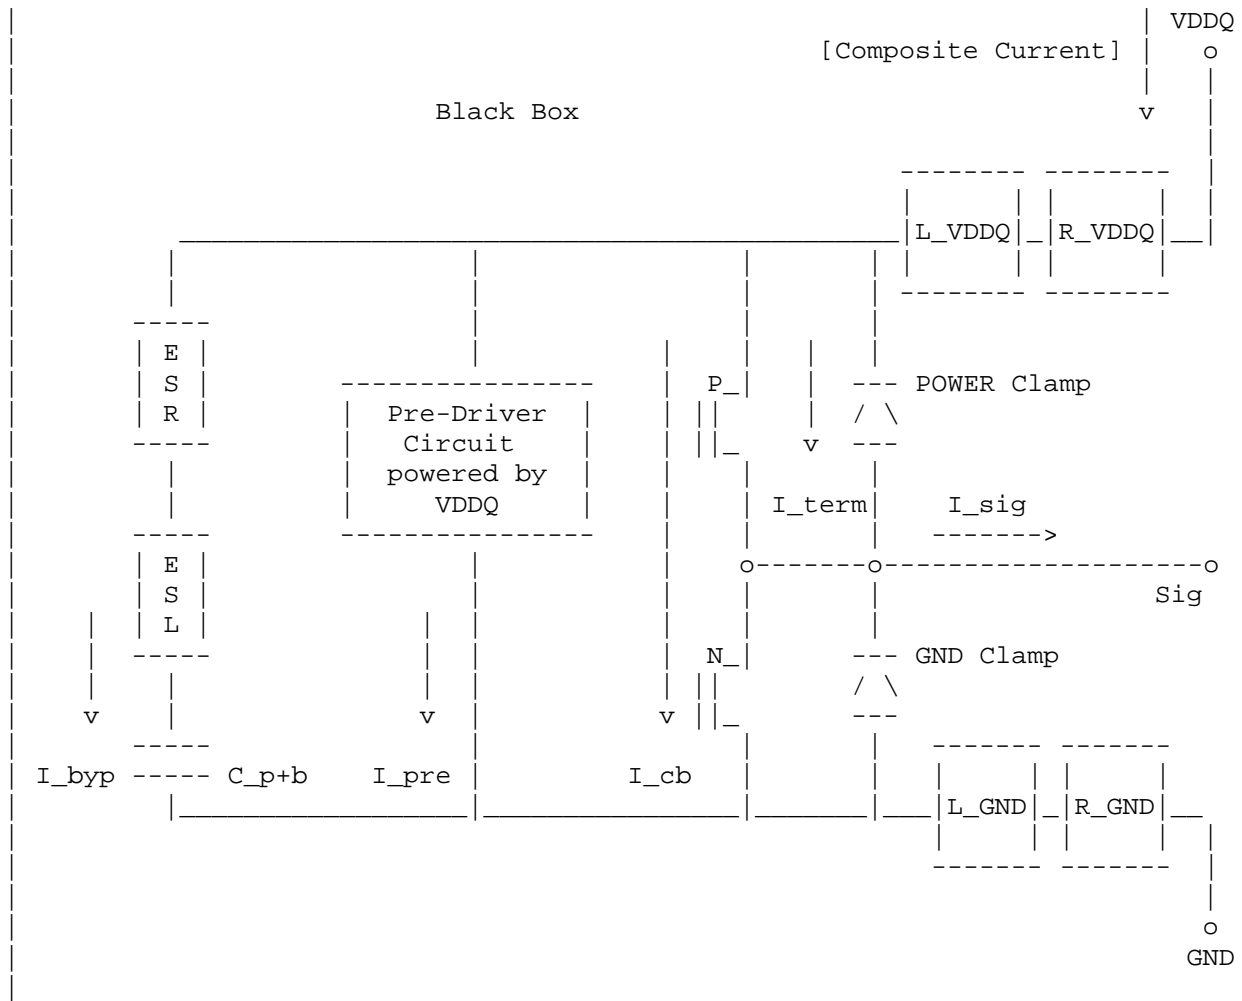 VDDQ
[Composite Current] o
v
Black Box
L_VDDQ R_VDDQ
E
S P_ POWER Clamp
R Pre-Driver
Circuit v
powered by
VDDQ I_term I_sig
E o o o
S Sig
L
N_ GND Clamp
v v v
I_byp C_p+b I_pre I_cb
L_GND R_GND
o
GND